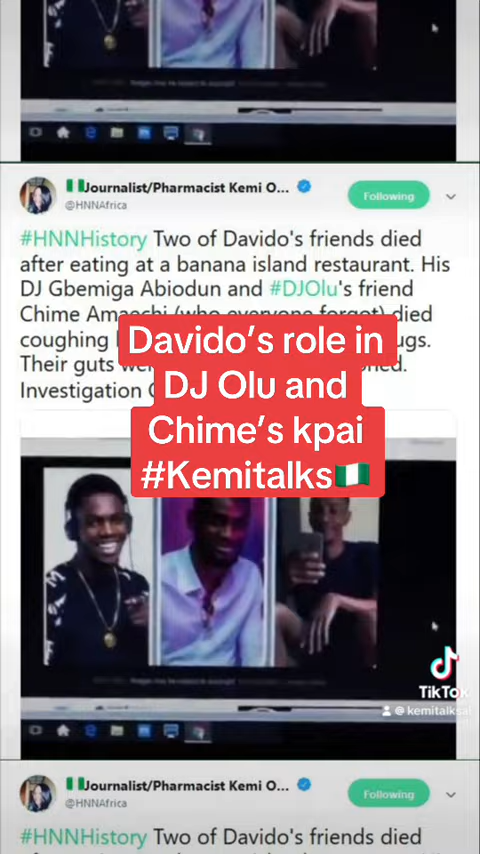 Journalist/Pharmacist Kemi O...
Following
@HNNAfrica
#HNNHistory Two of Davido's friends died
after eating at a banana island restaurant. His
DJ Gbemiga Abiodun and #DJOlu's friend
Chime Amaechi (who everyone forgot) died
coughing
Their guts
Investigation
Davido's role in
DJ Olu and
Chime's kpai
#Kemitalks
TikTok
@kemitalks
Journalist/Pharmacist Kemi O...
Following
@HNNAfrica
#HNNHistory Two of Davido's friends died